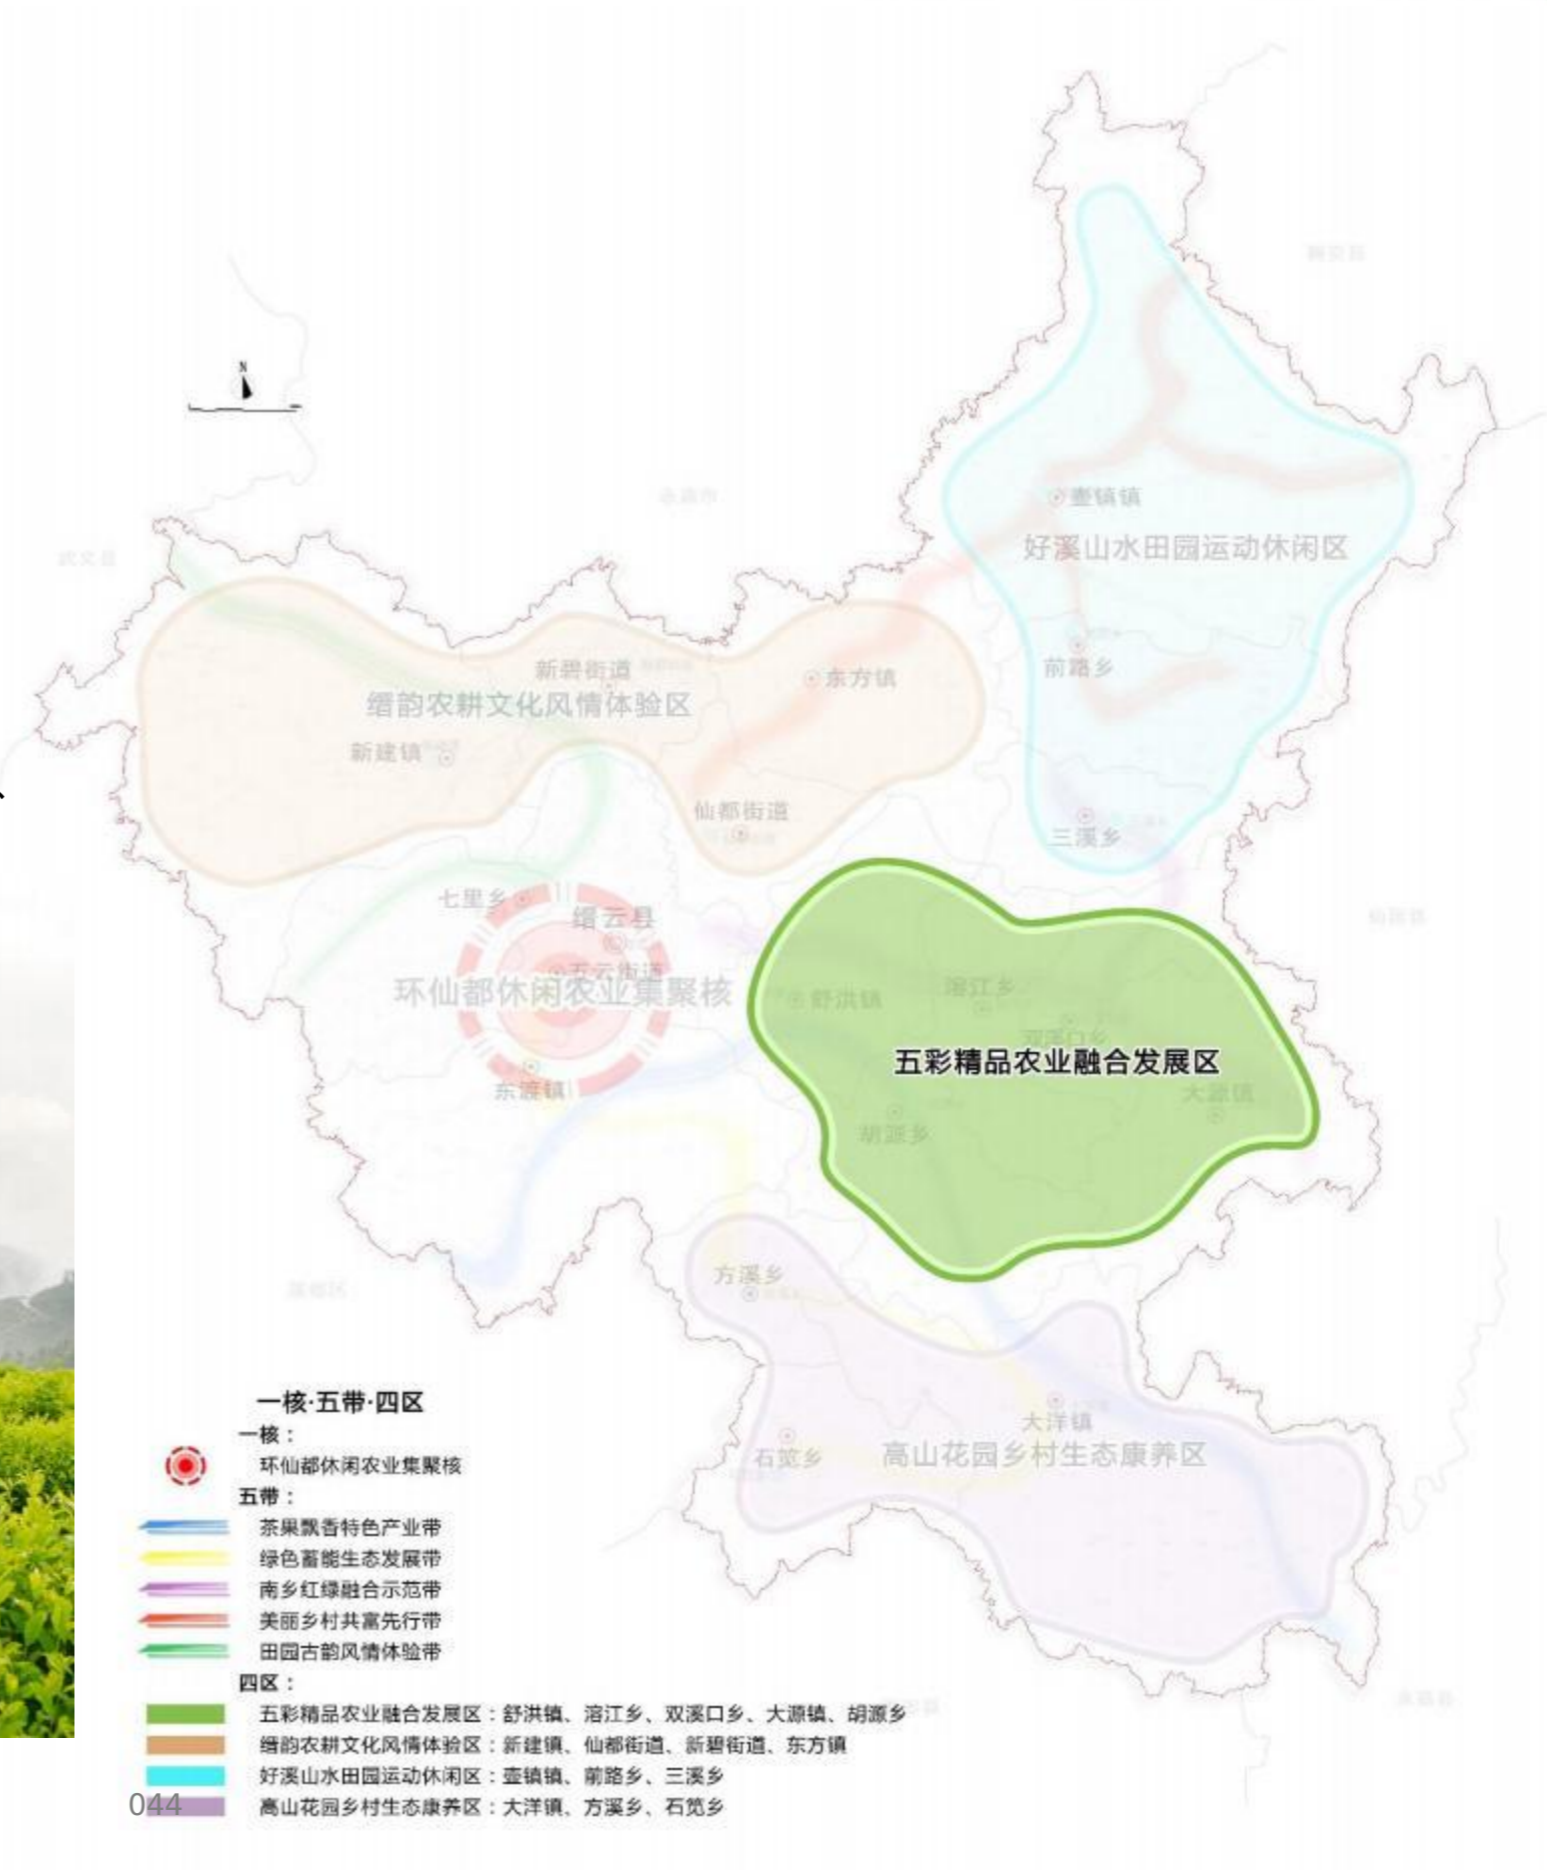 N
壶镇镇
好溪山水田园运动休闲区
前路乡
三溪乡
新碧街道
东方镇
缙韵农耕文化风情体验区
新建镇
仙都街道
七里乡
缙云县
五云街道
环仙都休闲农业集聚核
东渡镇
舒洪镇
溶江乡
双溪口乡
五彩精品农业融合发展区
大源镇
胡源乡
方溪乡
大洋镇
石笕乡
高山花园乡村生态康养区
一核·五带·四区
一核：
环仙都休闲农业集聚核
五带：
茶果飘香特色产业带
绿色蓄能生态发展带
南乡红绿融合示范带
美丽乡村共富先行带
田园古韵风情体验带
四区：
五彩精品农业融合发展区：舒洪镇、溶江乡、双溪口乡、大源镇、胡源乡
缙韵农耕文化风情体验区：新建镇、仙都街道、新碧街道、东方镇
好溪山水田园运动休闲区：壶镇镇、前路乡、三溪乡
高山花园乡村生态康养区：大洋镇、方溪乡、石笕乡
044